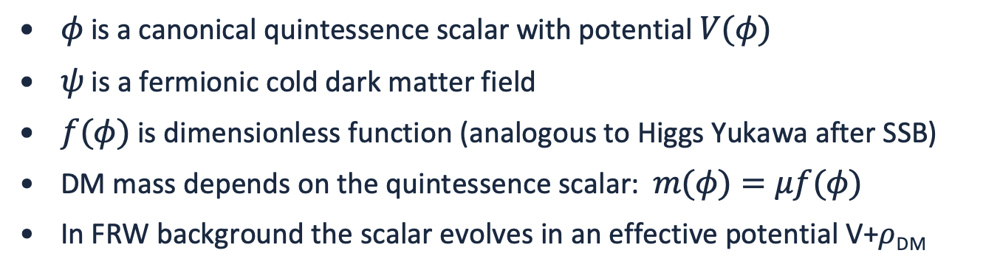 • ϕ is a canonical quintessence scalar with potential V(ϕ)
• ψ is a fermionic cold dark matter field
• f(ϕ) is dimensionless function (analogous to Higgs Yukawa after SSB)
• DM mass depends on the quintessence scalar: m(ϕ) = μf(ϕ)
• In FRW background the scalar evolves in an effective potential V+ρ_DM